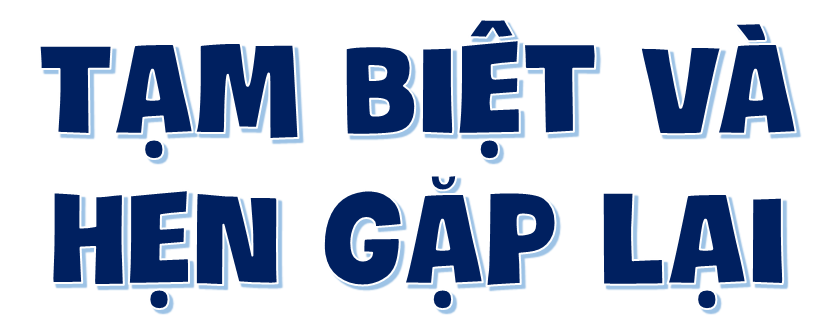 TẠM BIỆT VÀ
HẸN GẶP LẠI